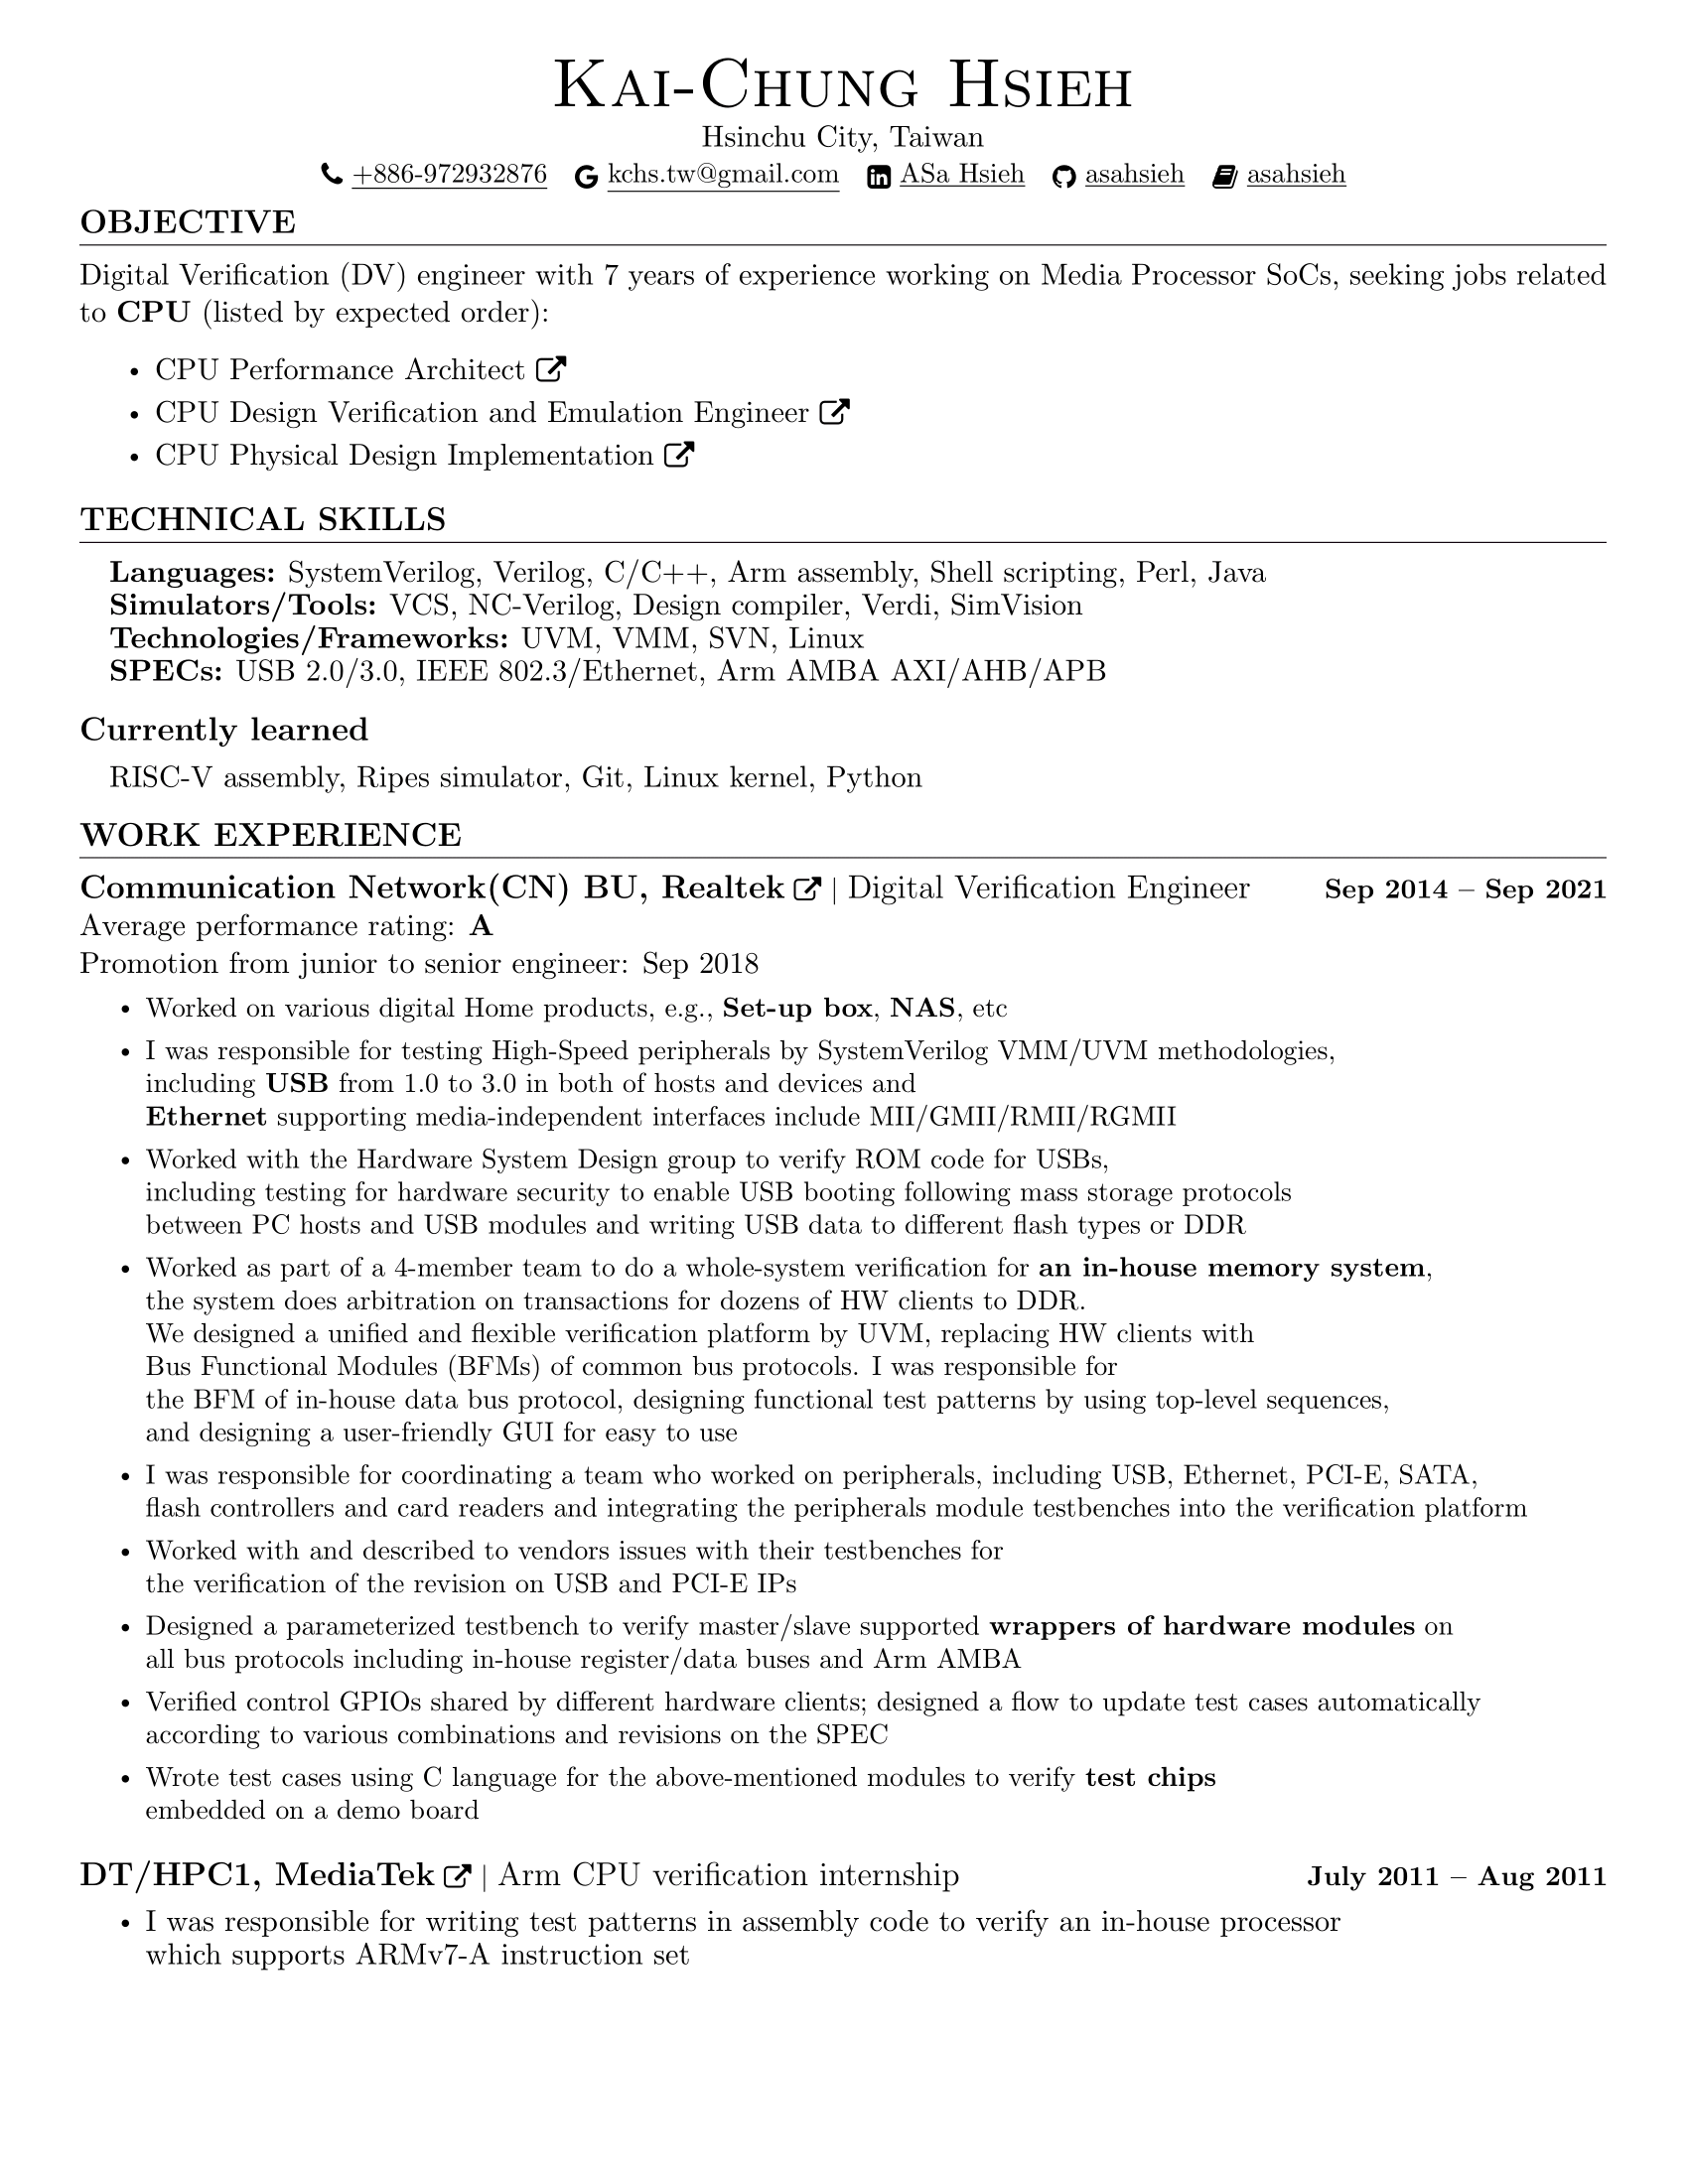 Kai-Chung Hsieh
Hsinchu City, Taiwan
+886-972932876 kchs.tw@gmail.com ASa Hsieh asahsieh asahsieh
OBJECTIVE
Digital Verification (DV) engineer with 7 years of experience working on Media Processor SoCs, seeking jobs related
to CPU (listed by expected order):
• CPU Performance Architect
• CPU Design Verification and Emulation Engineer
• CPU Physical Design Implementation
TECHNICAL SKILLS
Languages: SystemVerilog, Verilog, C/C++, Arm assembly, Shell scripting, Perl, Java
Simulators/Tools: VCS, NC-Verilog, Design compiler, Verdi, SimVision
Technologies/Frameworks: UVM, VMM, SVN, Linux
SPECs: USB 2.0/3.0, IEEE 802.3/Ethernet, Arm AMBA AXI/AHB/APB
Currently learned
RISC-V assembly, Ripes simulator, Git, Linux kernel, Python
WORK EXPERIENCE
Communication Network(CN) BU, Realtek | Digital Verification Engineer Sep 2014 – Sep 2021
Average performance rating: A
Promotion from junior to senior engineer: Sep 2018
• Worked on various digital Home products, e.g., Set-up box, NAS, etc
• I was responsible for testing High-Speed peripherals by SystemVerilog VMM/UVM methodologies,
including USB from 1.0 to 3.0 in both of hosts and devices and
Ethernet supporting media-independent interfaces include MII/GMII/RMII/RGMII
• Worked with the Hardware System Design group to verify ROM code for USBs,
including testing for hardware security to enable USB booting following mass storage protocols
between PC hosts and USB modules and writing USB data to different flash types or DDR
• Worked as part of a 4-member team to do a whole-system verification for an in-house memory system,
the system does arbitration on transactions for dozens of HW clients to DDR.
We designed a unified and flexible verification platform by UVM, replacing HW clients with
Bus Functional Modules (BFMs) of common bus protocols. I was responsible for
the BFM of in-house data bus protocol, designing functional test patterns by using top-level sequences,
and designing a user-friendly GUI for easy to use
• I was responsible for coordinating a team who worked on peripherals, including USB, Ethernet, PCI-E, SATA,
flash controllers and card readers and integrating the peripherals module testbenches into the verification platform
• Worked with and described to vendors issues with their testbenches for
the verification of the revision on USB and PCI-E IPs
• Designed a parameterized testbench to verify master/slave supported wrappers of hardware modules on
all bus protocols including in-house register/data buses and Arm AMBA
• Verified control GPIOs shared by different hardware clients; designed a flow to update test cases automatically
according to various combinations and revisions on the SPEC
• Wrote test cases using C language for the above-mentioned modules to verify test chips
embedded on a demo board
DT/HPC1, MediaTek | Arm CPU verification internship July 2011 – Aug 2011
• I was responsible for writing test patterns in assembly code to verify an in-house processor
which supports ARMv7-A instruction set